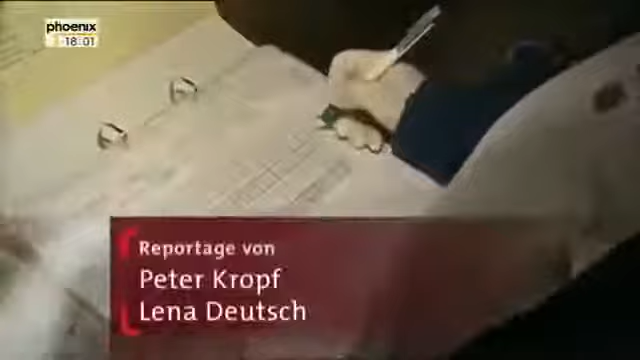 phoenix
18:01
Reportage von
Peter Kropf
Lena Deutsch